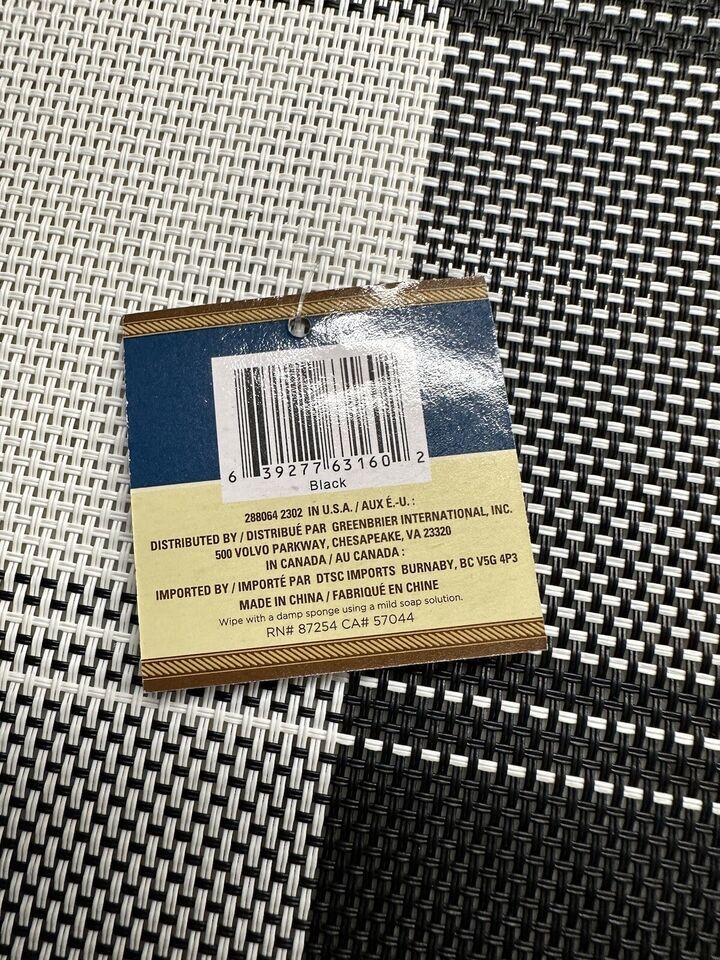 6 39277 63160 2
Black
288064 2302 IN U.S.A. / AUX É.-U. :
DISTRIBUTED BY / DISTRIBUÉ PAR GREENBRIER INTERNATIONAL, INC.
500 VOLVO PARKWAY, CHESAPEAKE, VA 23320
IN CANADA / AU CANADA :
IMPORTED BY / IMPORTÉ PAR DTSC IMPORTS BURNABY, BC V5G 4P3
MADE IN CHINA / FABRIQUÉ EN CHINE
Wipe with a damp sponge using a mild soap solution.
RN# 87254 CA# 57044